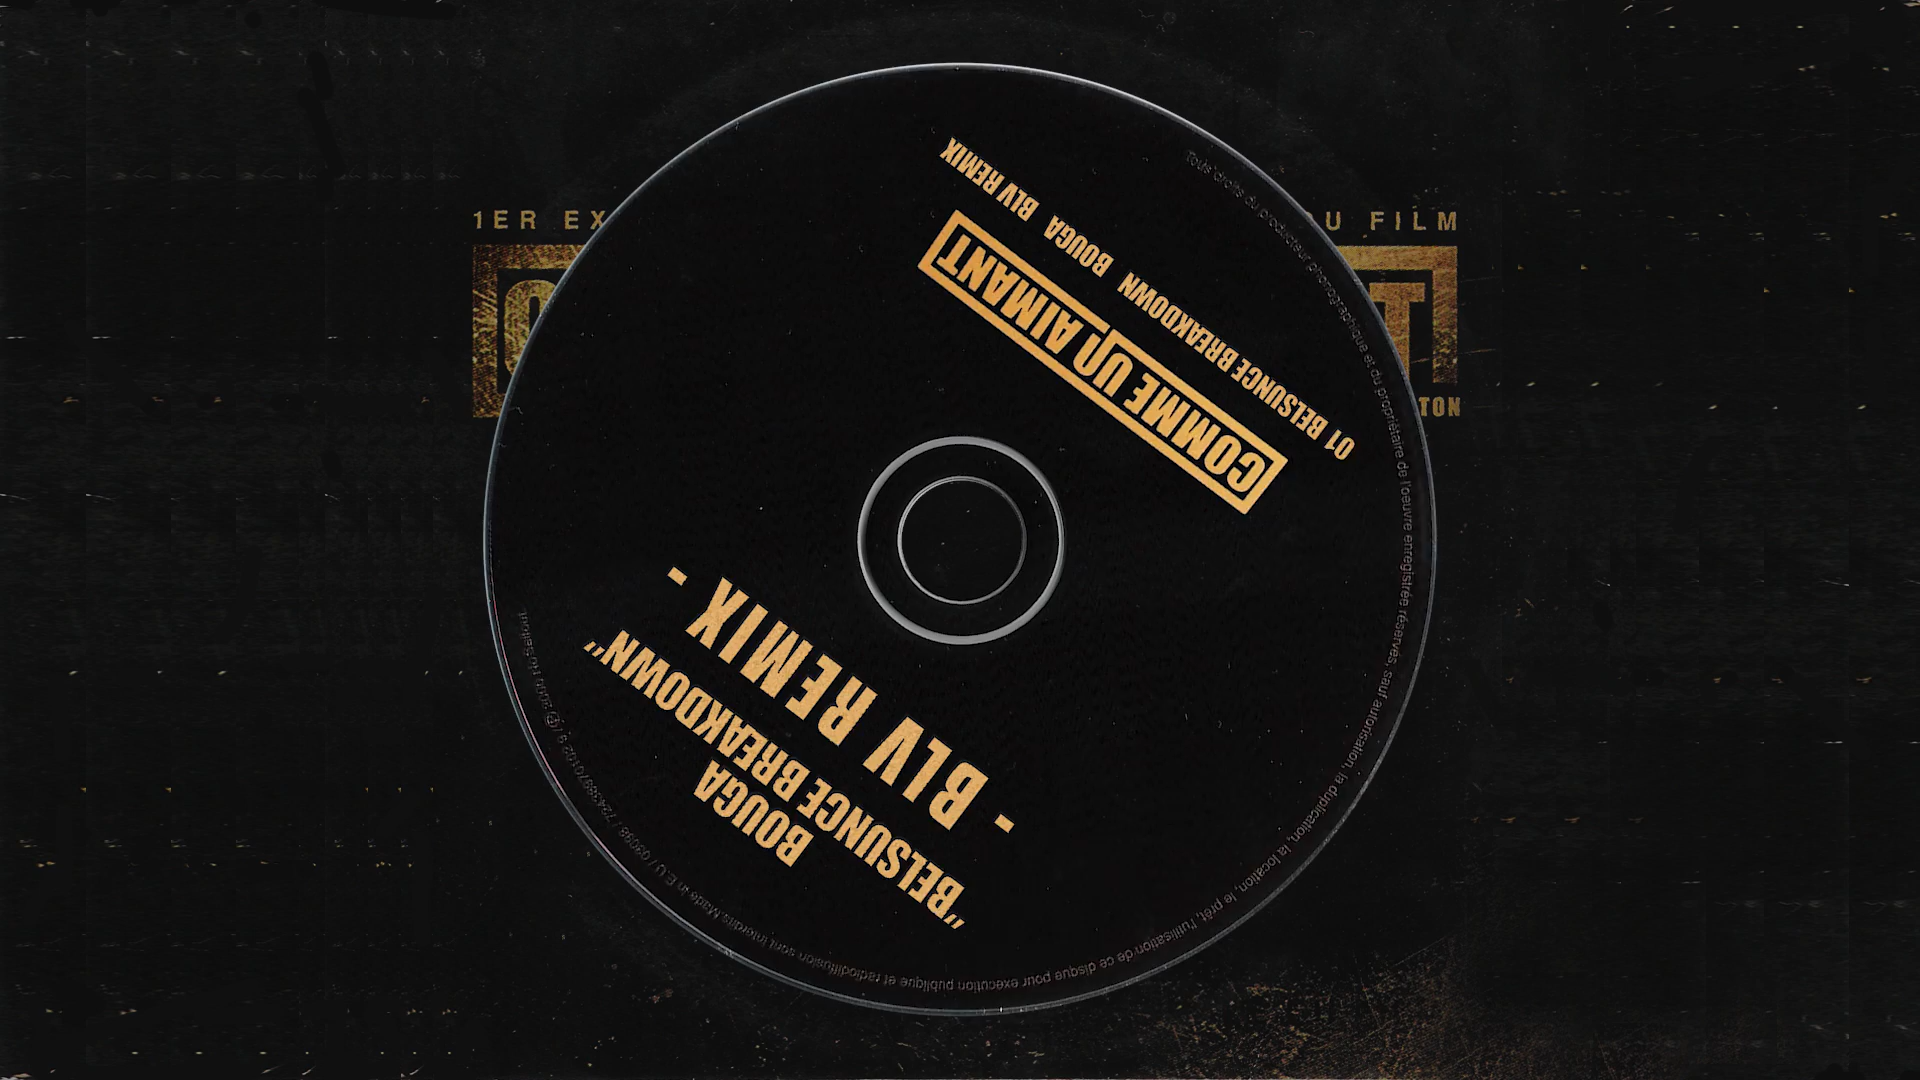 1ER EX
DU FILM
TON
01 BELSUNCE BREAKDOWN BOUGA BLV REMIX
COMME Un AIMANT
- BLV REMIX -
"BELSUNCE BREAKDOWN"
BOUGA
Tous droits du producteur phonographique et du propriétaire de l'oeuvre enregistrée réservés, sauf autorisation, la duplication, la location, le prêt, l'utilisation de ce disque pour exécution publique et radiodiffusion sont interdits. Made in E.U